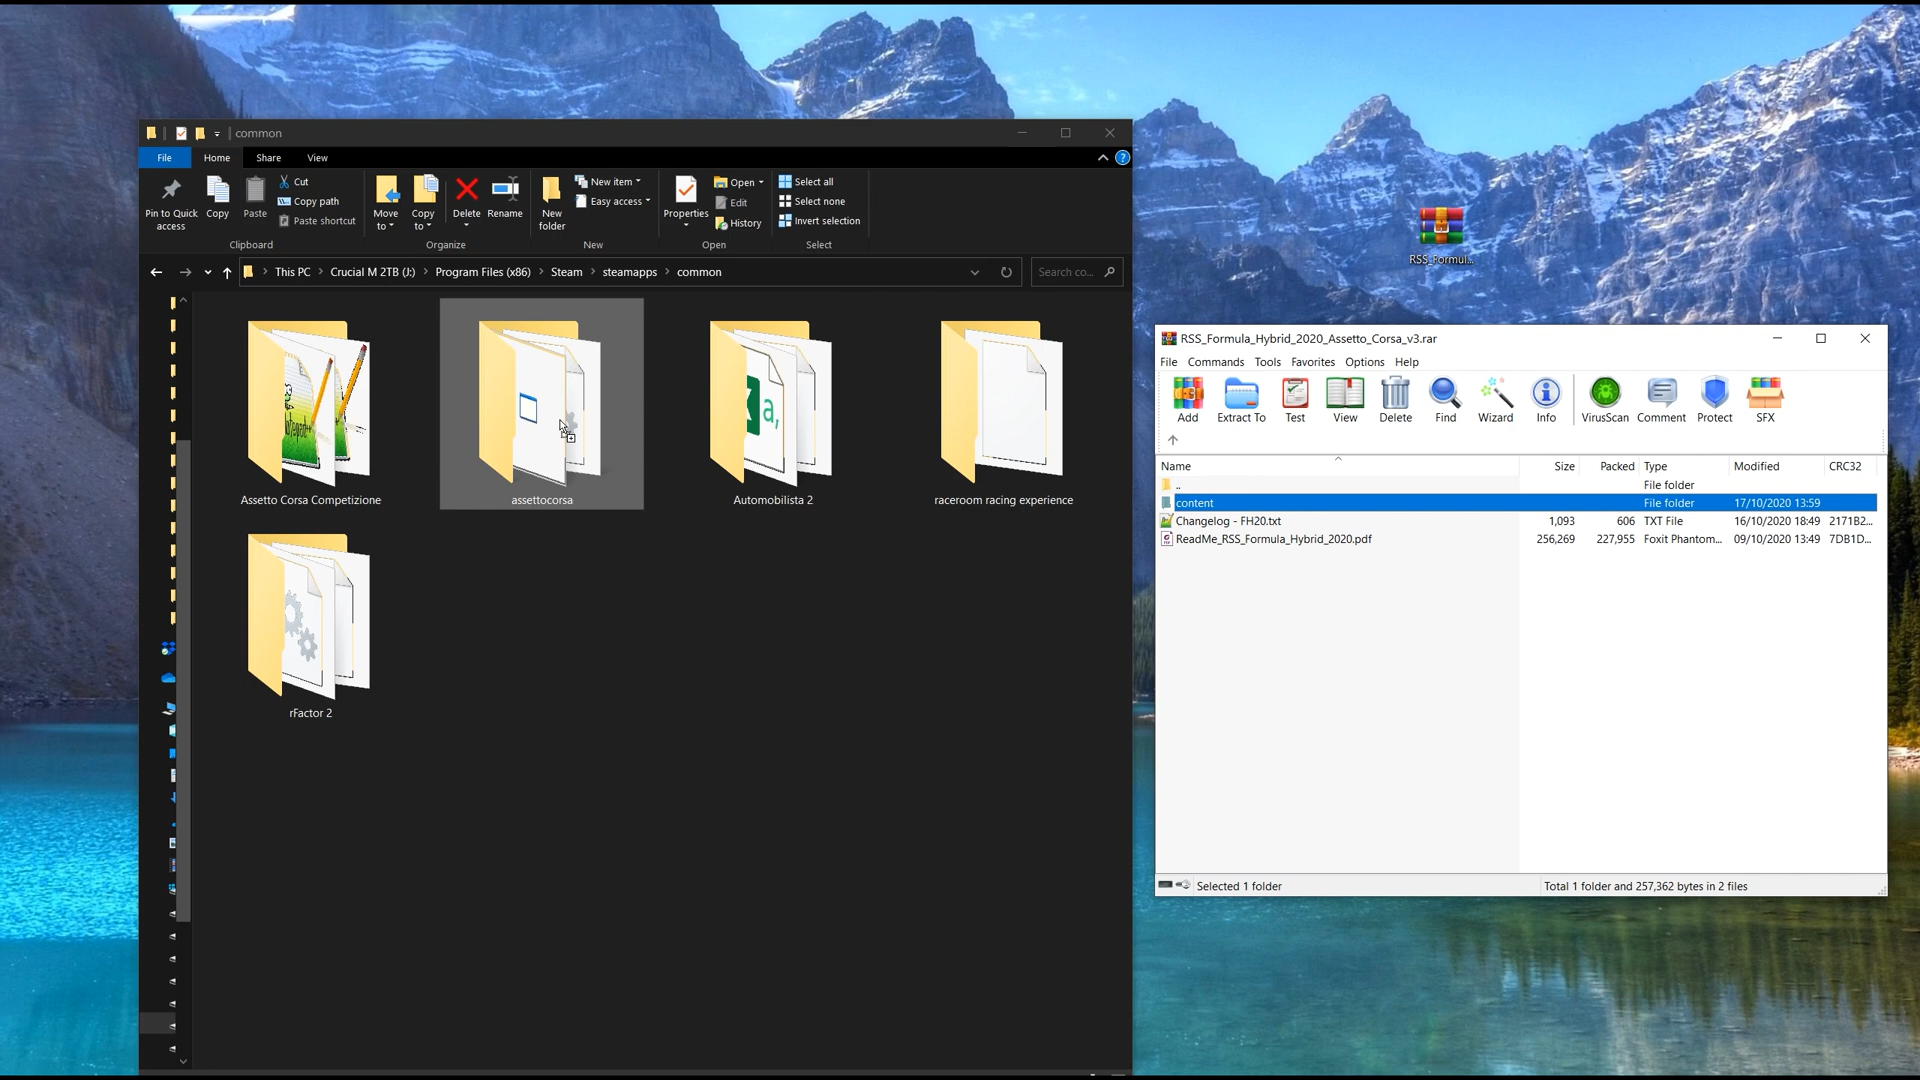 common
File Home Share View
Pin to Quick access
Copy
Paste
Cut
Copy path
Paste shortcut
Clipboard
Move to
Copy to
Delete
Rename
Organize
New folder
New item
Easy access
New
Properties
Open
Edit
History
Open
Select all
Select none
Invert selection
Select
This PC Crucial M 2TB (J:) Program Files (x86) Steam steamapps common
Search co...
Assetto Corsa Competizione
assettocorsa
Automobilista 2
raceroom racing experience
rFactor 2
RSS_Formul...
RSS_Formula_Hybrid_2020_Assetto_Corsa_v3.rar
File Commands Tools Favorites Options Help
Add Extract To Test View Delete Find Wizard Info VirusScan Comment Protect SFX
Name Size Packed Type Modified CRC32
.. File folder
content File folder 17/10/2020 13:59
Changelog - FH20.txt 1,093 606 TXT File 16/10/2020 18:49 2171B2...
ReadMe_RSS_Formula_Hybrid_2020.pdf 256,269 227,955 Foxit Phantom... 09/10/2020 13:49 7DB1D...
Selected 1 folder
Total 1 folder and 257,362 bytes in 2 files